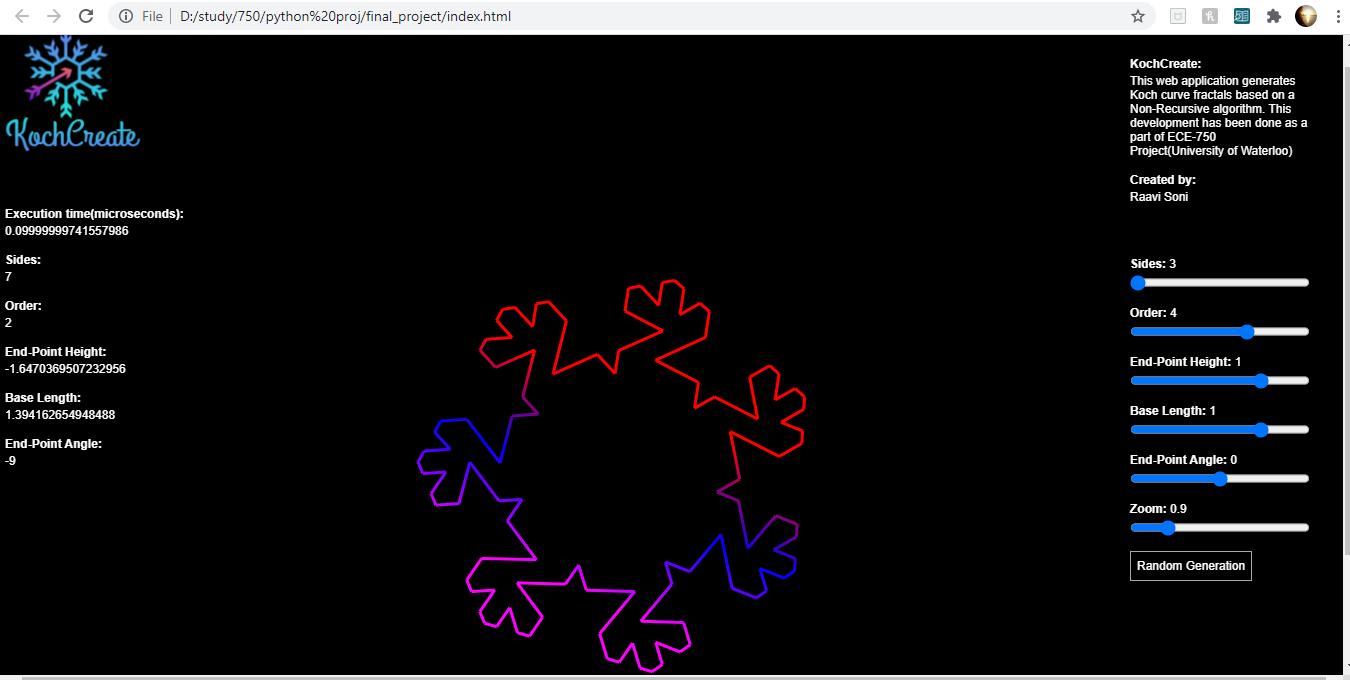 File
D:/study/750/python%20proj/final_project/index.html
KochCreate
Execution time(microseconds):
0.09999999741557986
Sides:
7
Order:
2
End-Point Height:
-1.6470369507232956
Base Length:
1.394162654948488
End-Point Angle:
-9
KochCreate:
This web application generates
Koch curve fractals based on a
Non-Recursive algorithm. This
development has been done as a
part of ECE-750
Project(University of Waterloo)
Created by:
Raavi Soni
Sides: 3
Order: 4
End-Point Height: 1
Base Length: 1
End-Point Angle: 0
Zoom: 0.9
Random Generation